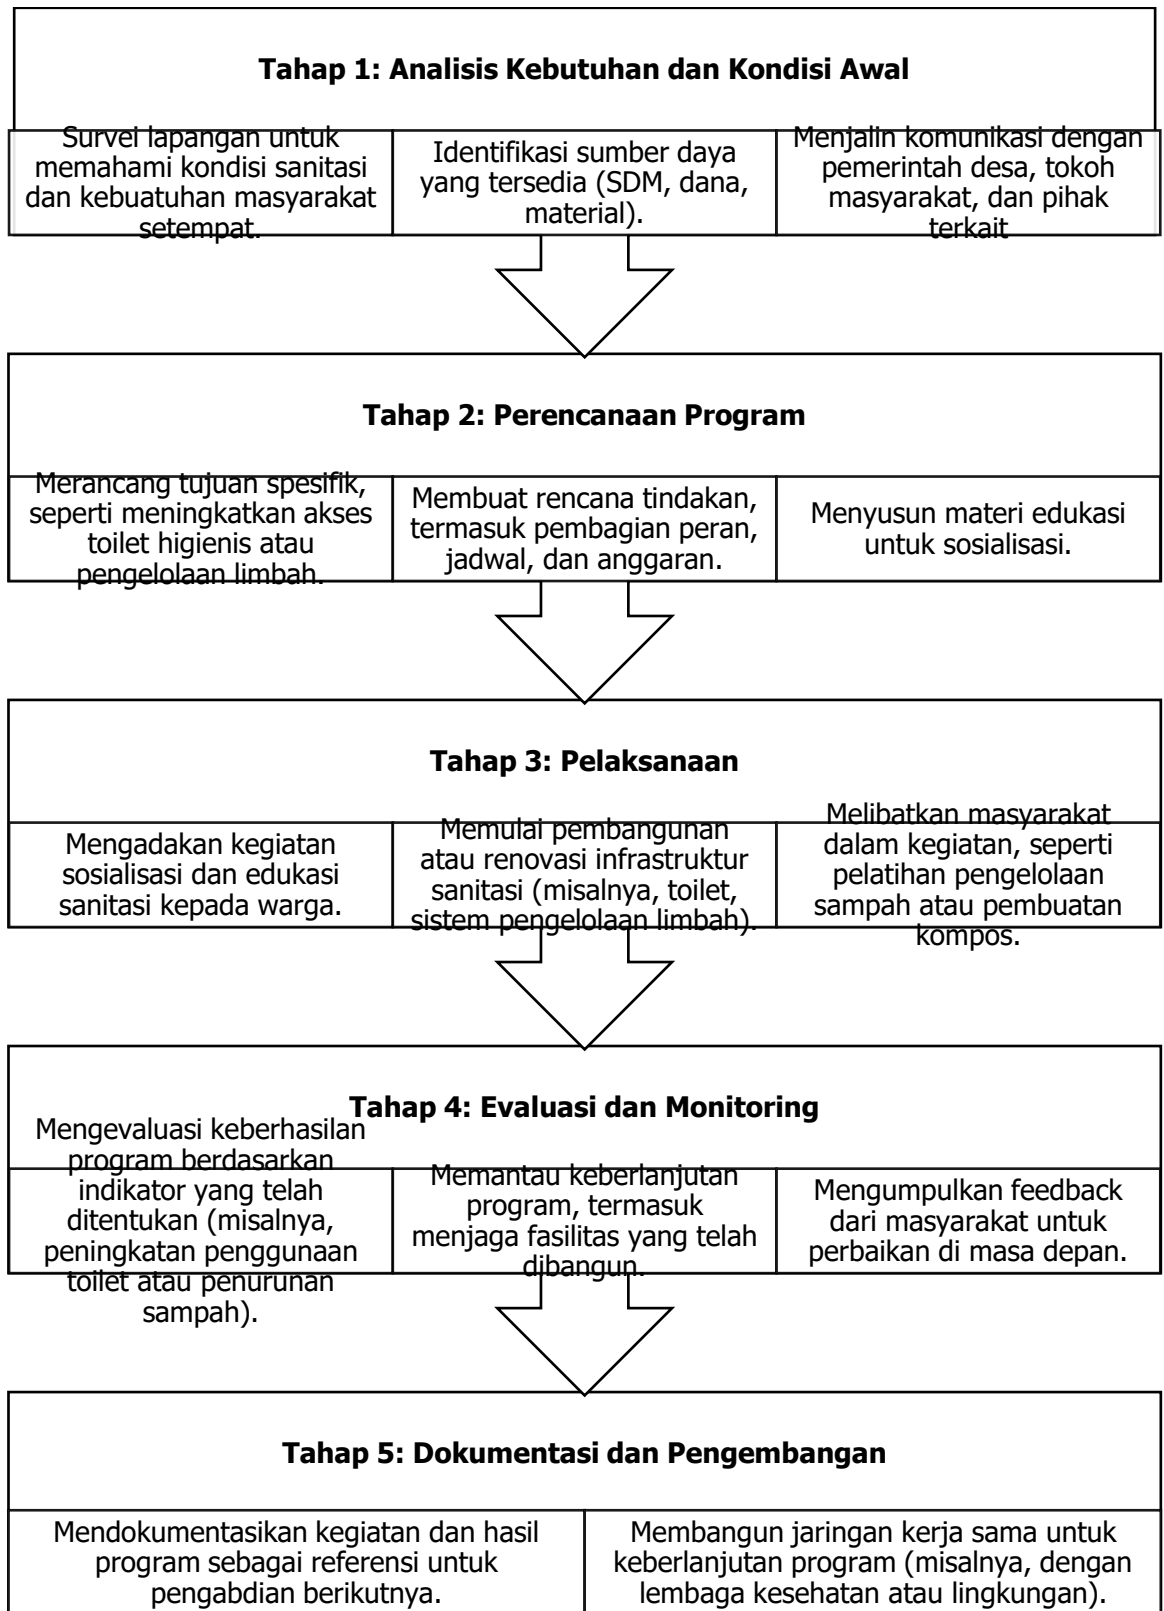 Tahap 1: Analisis Kebutuhan dan Kondisi Awal
Survei lapangan untuk
memahami kondisi sanitasi
dan kebuatuhan masyarakat
setempat.
Identifikasi sumber daya
yang tersedia (SDM, dana,
material).
Menjalin komunikasi dengan
pemerintah desa, tokoh
masyarakat, dan pihak
terkait
Tahap 2: Perencanaan Program
Merancang tujuan spesifik,
seperti meningkatkan akses
toilet higienis atau
pengelolaan limbah.
Membuat rencana tindakan,
termasuk pembagian peran,
jadwal, dan anggaran.
Menyusun materi edukasi
untuk sosialisasi.
Tahap 3: Pelaksanaan
Mengadakan kegiatan
sosialisasi dan edukasi
sanitasi kepada warga.
Memulai pembangunan
atau renovasi infrastruktur
sanitasi (misalnya, toilet,
sistem pengelolaan limbah).
Melibatkan masyarakat
dalam kegiatan, seperti
pelatihan pengelolaan
sampah atau pembuatan
kompos.
Tahap 4: Evaluasi dan Monitoring
Mengevaluasi keberhasilan
program berdasarkan
indikator yang telah
ditentukan (misalnya,
peningkatan penggunaan
toilet atau penurunan
sampah).
Memantau keberlanjutan
program, termasuk
menjaga fasilitas yang telah
dibangun.
Mengumpulkan feedback
dari masyarakat untuk
perbaikan di masa depan.
Tahap 5: Dokumentasi dan Pengembangan
Mendokumentasikan kegiatan dan hasil
program sebagai referensi untuk
pengabdian berikutnya.
Membangun jaringan kerja sama untuk
keberlanjutan program (misalnya, dengan
lembaga kesehatan atau lingkungan).